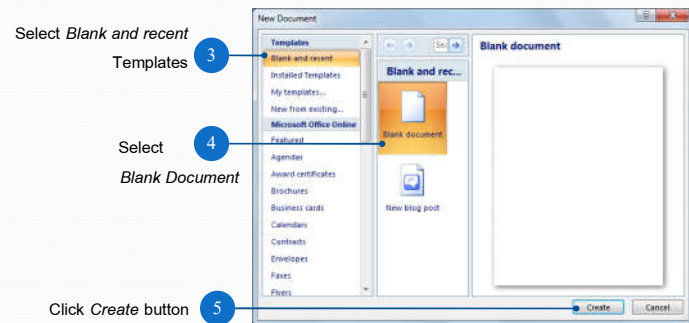 New Document
Select Blank and recent
Templates
3
Templates
Blank and recent
Installed Templates
My templates...
New from existing...
Microsoft Office Online
Featured
Agendas
Award certificates
Brochures
Business cards
Calendars
Contracts
Envelopes
Faxes
Flyers
Blank and rec...
Blank document
New blog post
Blank document
Select
4
Blank Document
Click Create button
5
Create
Cancel